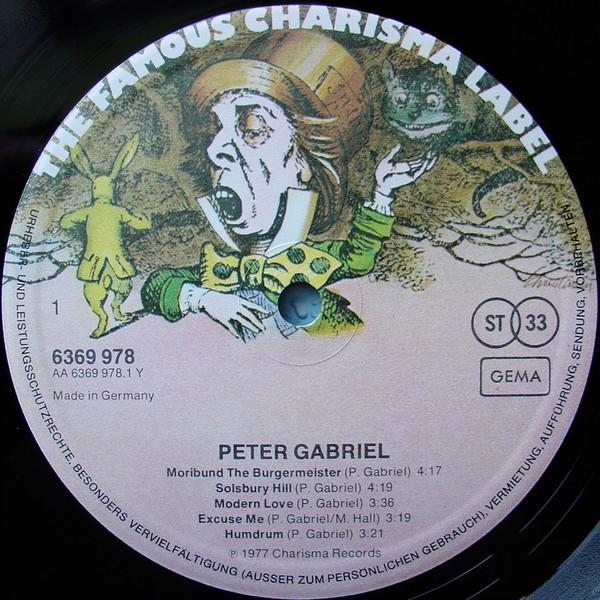 THE FAMOUS CHARISMA LABEL
1
ST 33
6369 978
AA 6369 978.1 Y
GEMA
Made in Germany
PETER GABRIEL
Moribund The Burgermeister (P. Gabriel) 4:17
Solsbury Hill (P. Gabriel) 4:19
Modern Love (P. Gabriel) 3:36
Excuse Me (P. Gabriel/M. Hall) 3:19
Humdrum (P. Gabriel) 3:21
℗ 1977 Charisma Records
URHEBER- UND LEISTUNGSSCHUTZRECHTE, BESONDERS VERVIELFÄLTIGUNG (AUSSER ZUM PERSÖNLICHEN GEBRAUCH), VERMIETUNG, AUFFÜHRUNG, SENDUNG, VORBEHALTEN